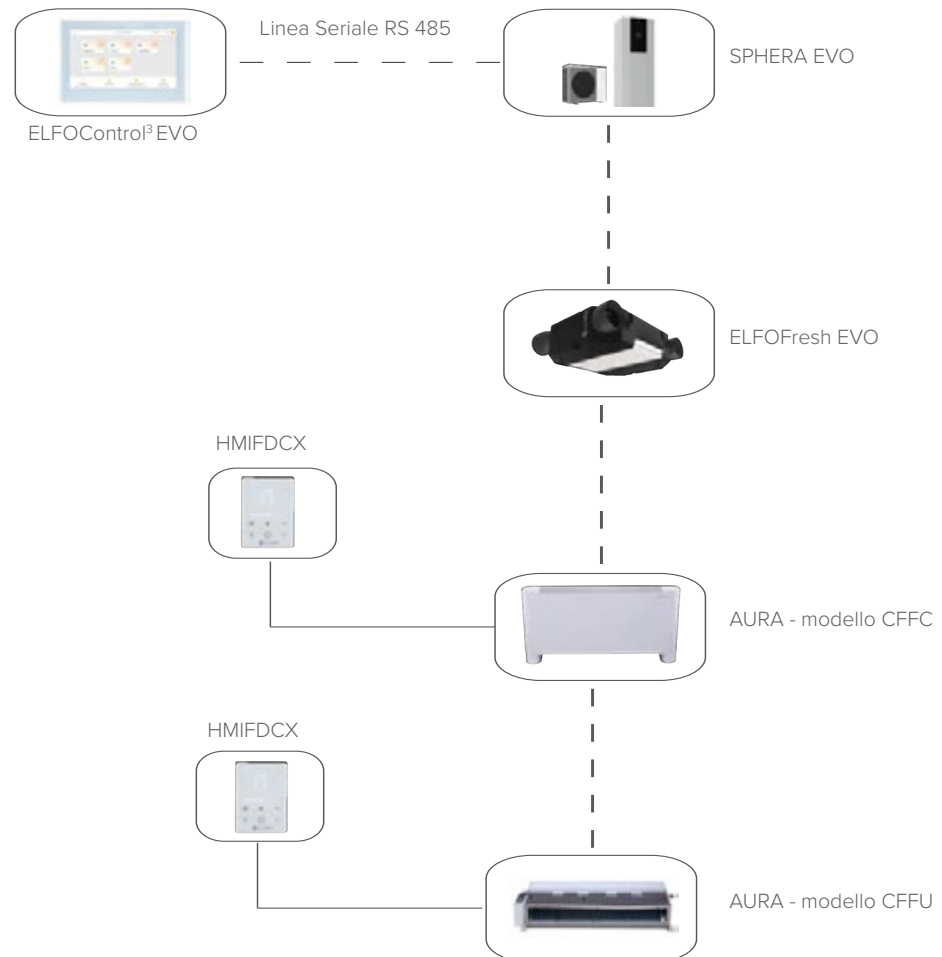 Linea Seriale RS 485
SPHERA EVO
ELFOControl³ EVO
ELFOFresh EVO
HMIFDCX
AURA - modello CFFC
HMIFDCX
AURA - modello CFFU